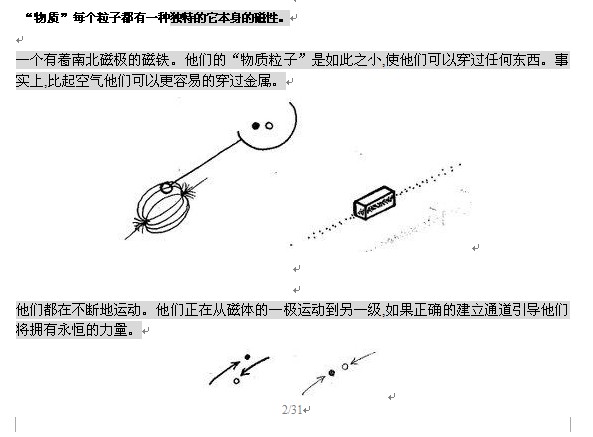 “物质”每个粒子都有一种独特的它本身的磁性。
一个有着南北磁极的磁铁。他们的“物质粒子”是如此之小,使他们可以穿过任何东西。事
实上,比起空气他们可以更容易的穿过金属。
他们都在不断地运动。他们正在从磁体的一极运动到另一级,如果正确的建立通道引导他们
将拥有永恒的力量。
2/31